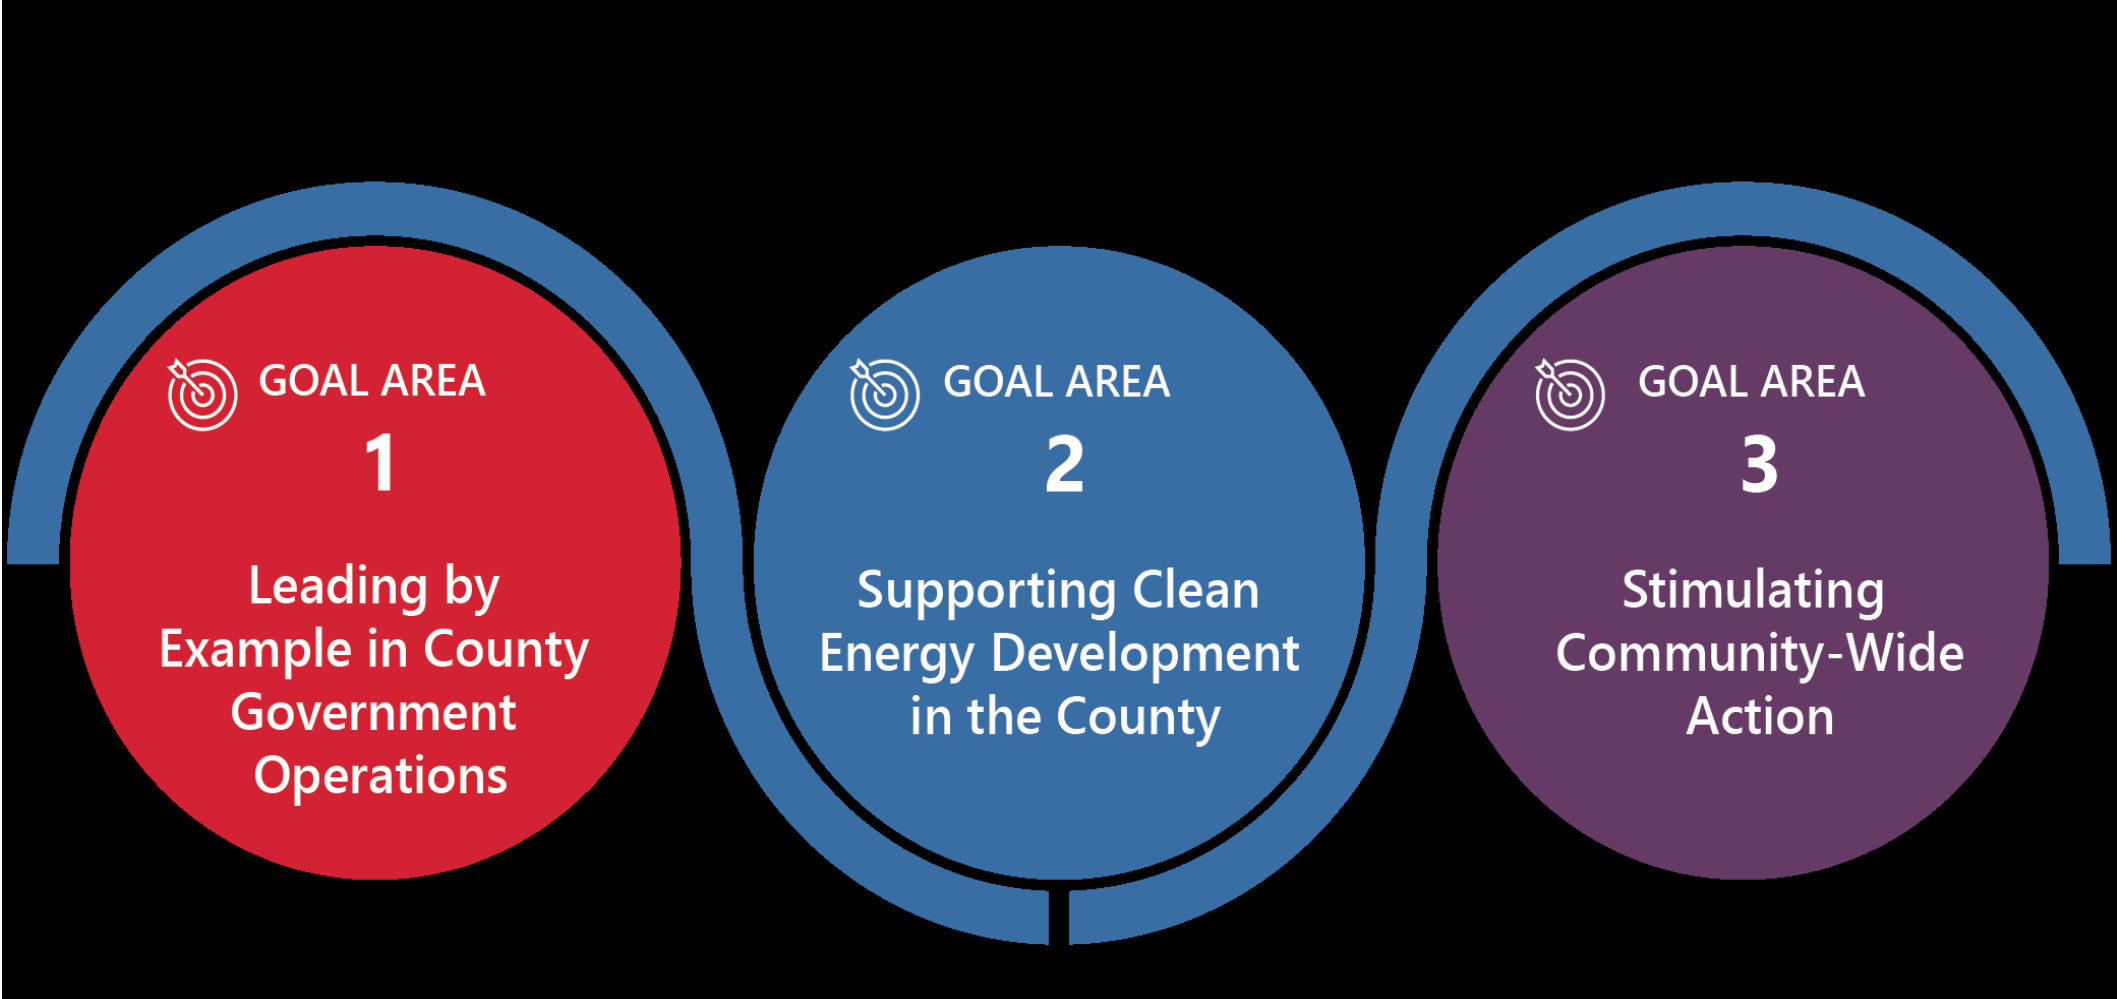 GOAL AREA
1
Leading by
Example in County
Government
Operations
GOAL AREA
2
Supporting Clean
Energy Development
in the County
GOAL AREA
3
Stimulating
Community-Wide
Action